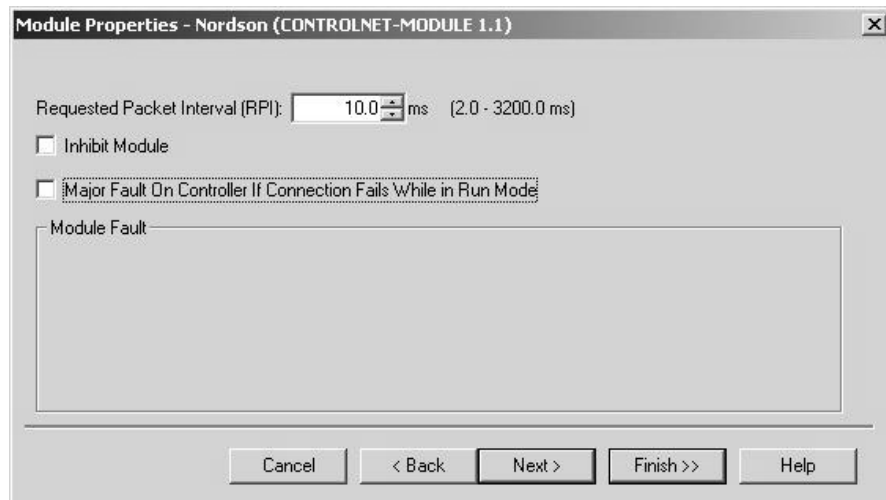 Module Properties - Nordson (CONTROLNET-MODULE 1.1)
Requested Packet Interval (RPI): 10.0 ms (2.0 - 3200.0 ms)
Inhibit Module
Major Fault On Controller If Connection Fails While in Run Mode
Module Fault
Cancel < Back Next > Finish >> Help